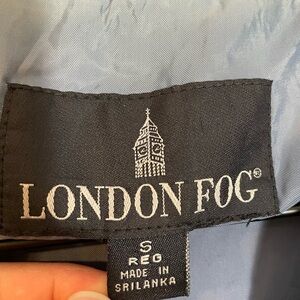 LONDON FOG®
S
REG
MADE IN
SRILANKA